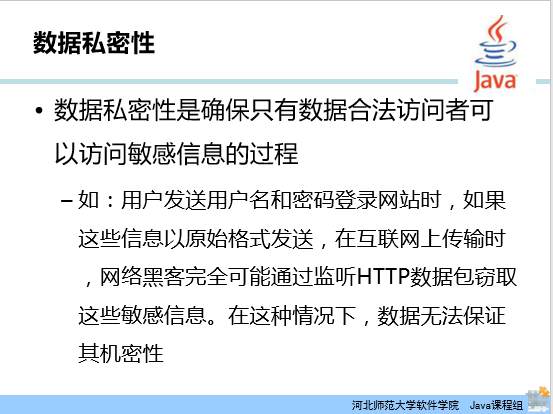 数据私密性
Java
• 数据私密性是确保只有数据合法访问者可
以访问敏感信息的过程
– 如：用户发送用户名和密码登录网站时，如果
这些信息以原始格式发送，在互联网上传输时
，网络黑客完全可能通过监听HTTP数据包窃取
这些敏感信息。在这种情况下，数据无法保证
其机密性
河北师范大学软件学院 Java课程组